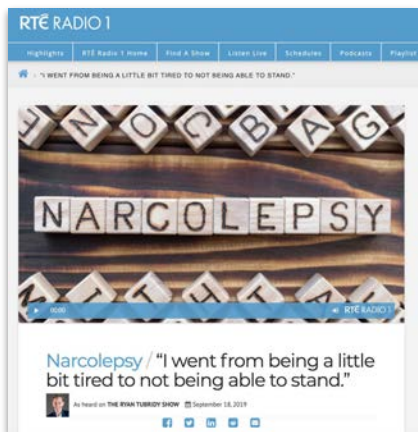 RTÉ RADIO 1
Highlights RTÉ Radio 1 Home Find A Show Listen Live Schedules Podcasts Playlist
"I WENT FROM BEING A LITTLE BIT TIRED TO NOT BEING ABLE TO STAND."
N O C B A G
NARCOLEPSY
N I T H T A
00:00 RTÉ RADIO 1
Narcolepsy / “I went from being a little
bit tired to not being able to stand.”
As heard on THE RYAN TUBRIDY SHOW September 18, 2019